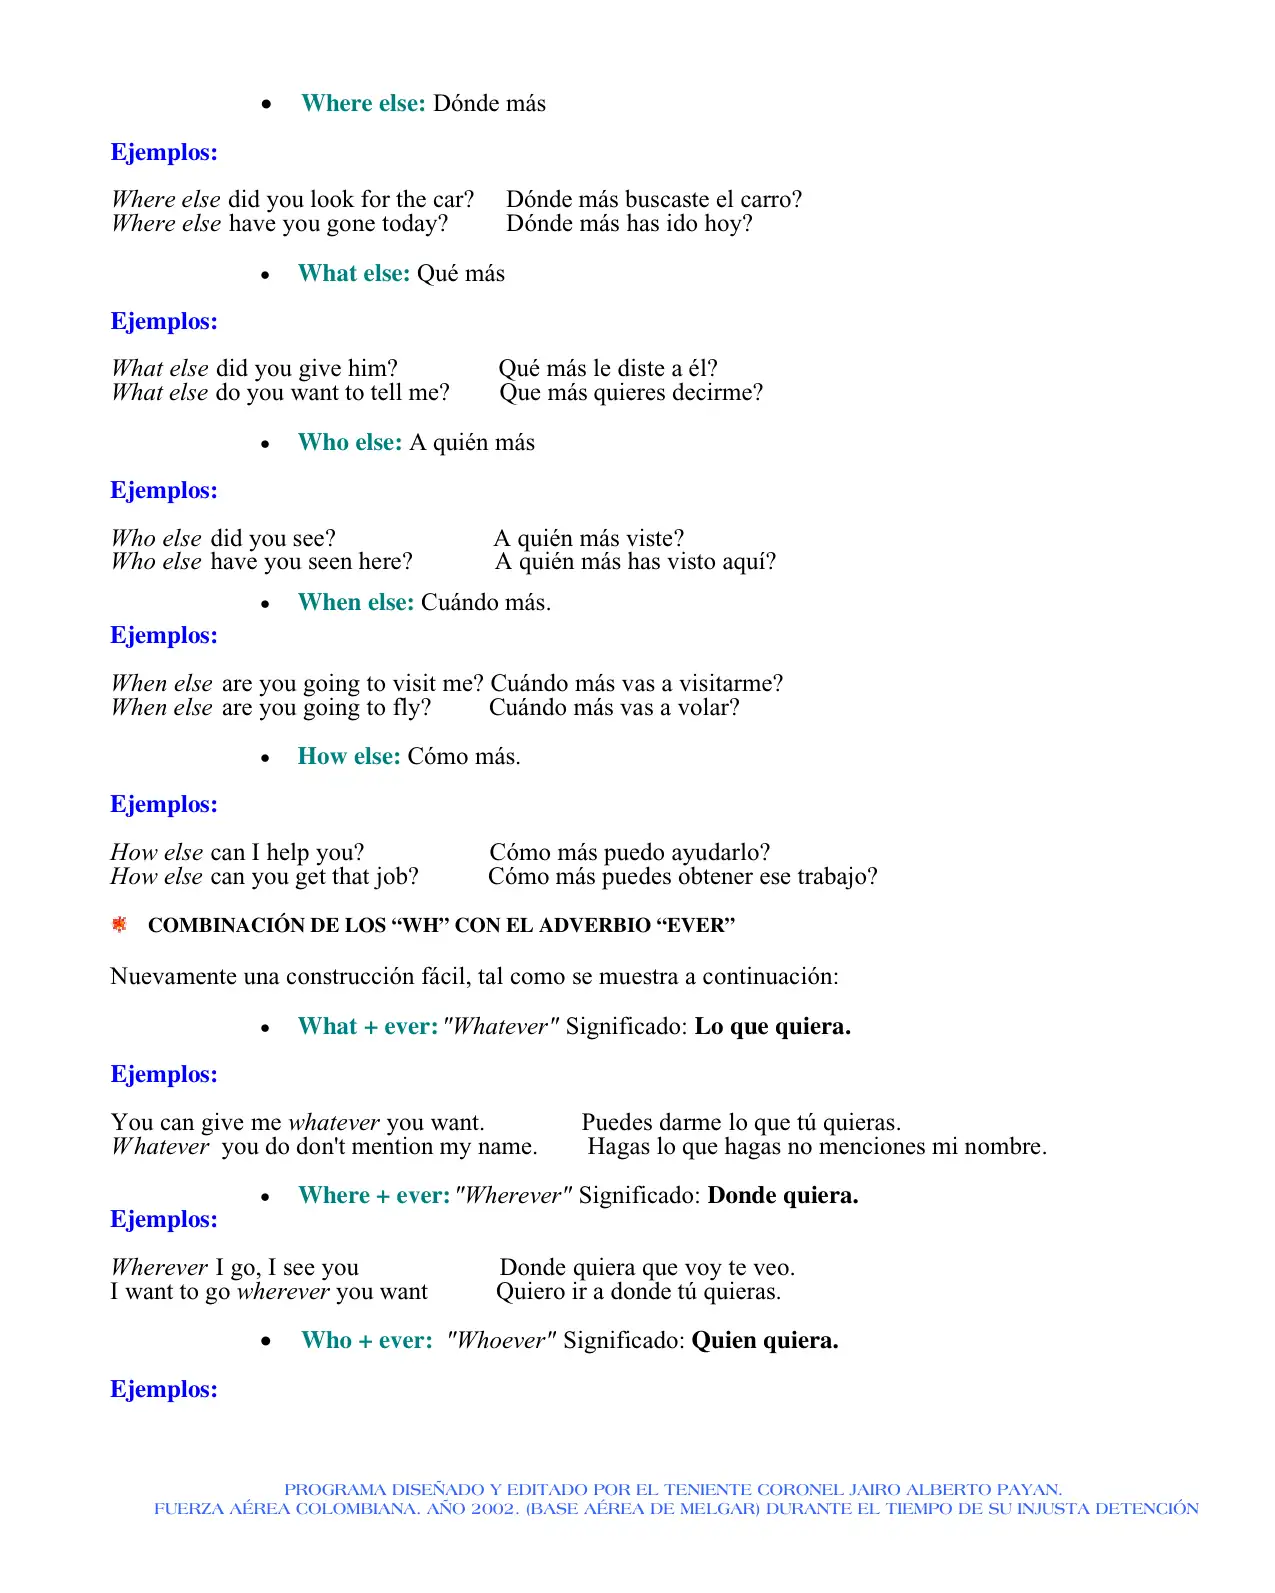 • Where else: Dónde más
Ejemplos:
Where else did you look for the car? Dónde más buscaste el carro?
Where else have you gone today? Dónde más has ido hoy?
• What else: Qué más
Ejemplos:
What else did you give him? Qué más le diste a él?
What else do you want to tell me? Que más quieres decirme?
• Who else: A quién más
Ejemplos:
Who else did you see? A quién más viste?
Who else have you seen here? A quién más has visto aquí?
• When else: Cuándo más.
Ejemplos:
When else are you going to visit me? Cuándo más vas a visitarme?
When else are you going to fly? Cuándo más vas a volar?
• How else: Cómo más.
Ejemplos:
How else can I help you? Cómo más puedo ayudarlo?
How else can you get that job? Cómo más puedes obtener ese trabajo?
COMBINACIÓN DE LOS “WH” CON EL ADVERBIO “EVER”
Nuevamente una construcción fácil, tal como se muestra a continuación:
• What + ever: "Whatever" Significado: Lo que quiera.
Ejemplos:
You can give me whatever you want. Puedes darme lo que tú quieras.
Whatever you do don't mention my name. Hagas lo que hagas no menciones mi nombre.
• Where + ever: "Wherever" Significado: Donde quiera.
Ejemplos:
Wherever I go, I see you Donde quiera que voy te veo.
I want to go wherever you want Quiero ir a donde tú quieras.
• Who + ever: "Whoever" Significado: Quien quiera.
Ejemplos:
PROGRAMA DISEÑADO Y EDITADO POR EL TENIENTE CORONEL JAIRO ALBERTO PAYAN.
FUERZA AÉREA COLOMBIANA. AÑO 2002. (BASE AÉREA DE MELGAR) DURANTE EL TIEMPO DE SU INJUSTA DETENCIÓN